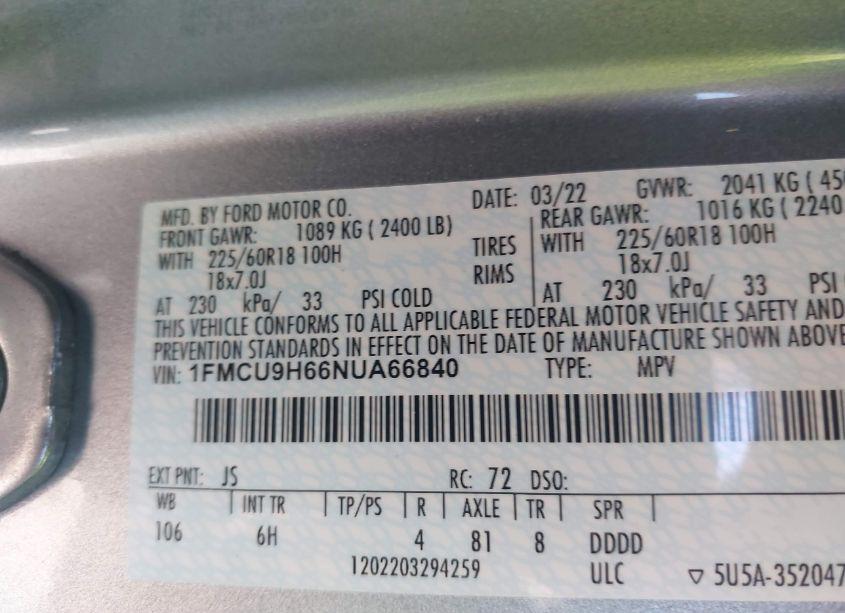 MFD. BY FORD MOTOR CO. DATE: 03/22 GVWR: 2041 KG ( 450
FRONT GAWR: 1089 KG ( 2400 LB) REAR GAWR: 1016 KG ( 2240
WITH 225/60R18 100H TIRES WITH 225/60R18 100H
18x7.0J RIMS 18x7.0J
AT 230 kPa/ 33 PSI COLD AT 230 kPa/ 33 PSI
THIS VEHICLE CONFORMS TO ALL APPLICABLE FEDERAL MOTOR VEHICLE SAFETY AND
PREVENTION STANDARDS IN EFFECT ON THE DATE OF MANUFACTURE SHOWN ABOVE
VIN: 1FMCU9H66NUA66840 TYPE: MPV
EXT PNT: JS RC: 72 DSO:
WB INT TR TP/PS R AXLE TR SPR
106 6H 4 81 8 DDDD
1202203294259 ULC 5U5A-352047